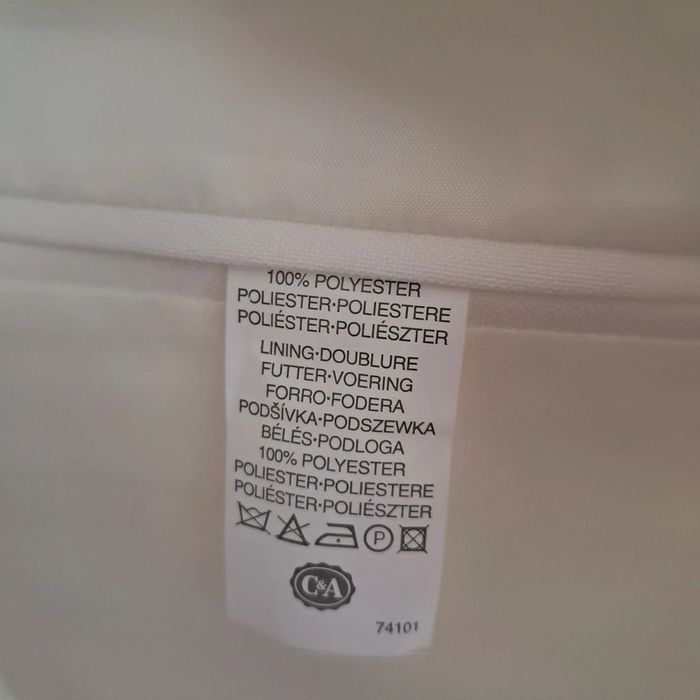 100% POLYESTER
POLIESTER·POLIESTERE
POLIÉSTER·POLIÉSZTER
LINING·DOUBLURE
FUTTER·VOERING
FORRO·FODERA
PODŠÍVKA·PODSZEWKA
BÉLÉS·PODLOGA
100% POLYESTER
POLIESTER·POLIESTERE
POLIÉSTER·POLIÉSZTER
P
C&A
74101